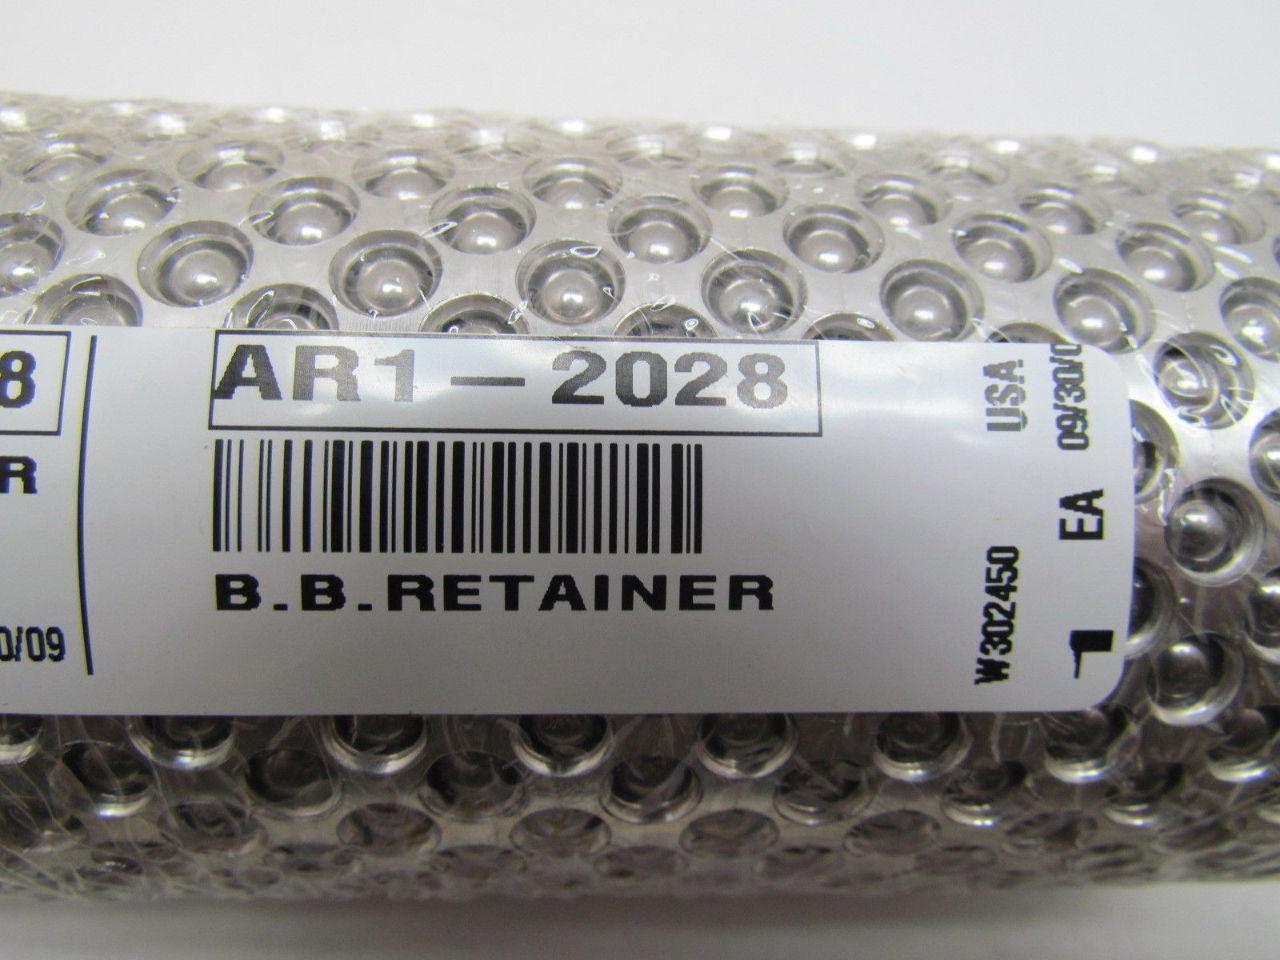 8
R
0/09
AR1-2028
B.B.RETAINER
W302450 USA
1 EA 09/30/0